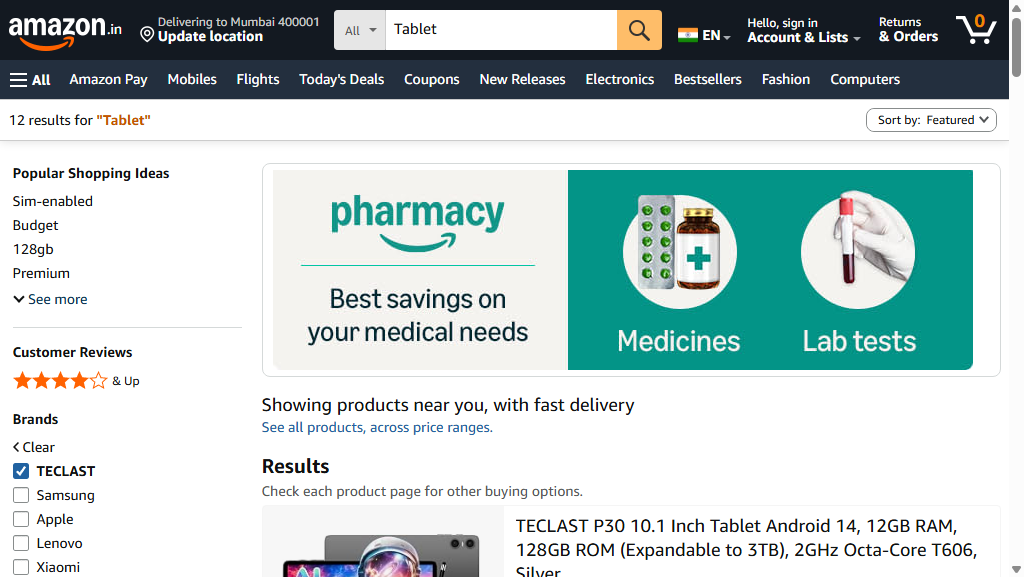 amazon.in
Delivering to Mumbai 400001
Update location
All
Tablet
EN
Hello, sign in
Account & Lists
Returns
& Orders
0
All
Amazon Pay
Mobiles
Flights
Today's Deals
Coupons
New Releases
Electronics
Bestsellers
Fashion
Computers
12 results for "Tablet"
Sort by: Featured
Popular Shopping Ideas
Sim-enabled
Budget
128gb
Premium
See more
Customer Reviews
& Up
Brands
Clear
TECLAST
Samsung
Apple
Lenovo
Xiaomi
pharmacy
Best savings on
your medical needs
Medicines
Lab tests
Showing products near you, with fast delivery
See all products, across price ranges.
Results
Check each product page for other buying options.
TECLAST P30 10.1 Inch Tablet Android 14, 12GB RAM,
128GB ROM (Expandable to 3TB), 2GHz Octa-Core T606,
Silver